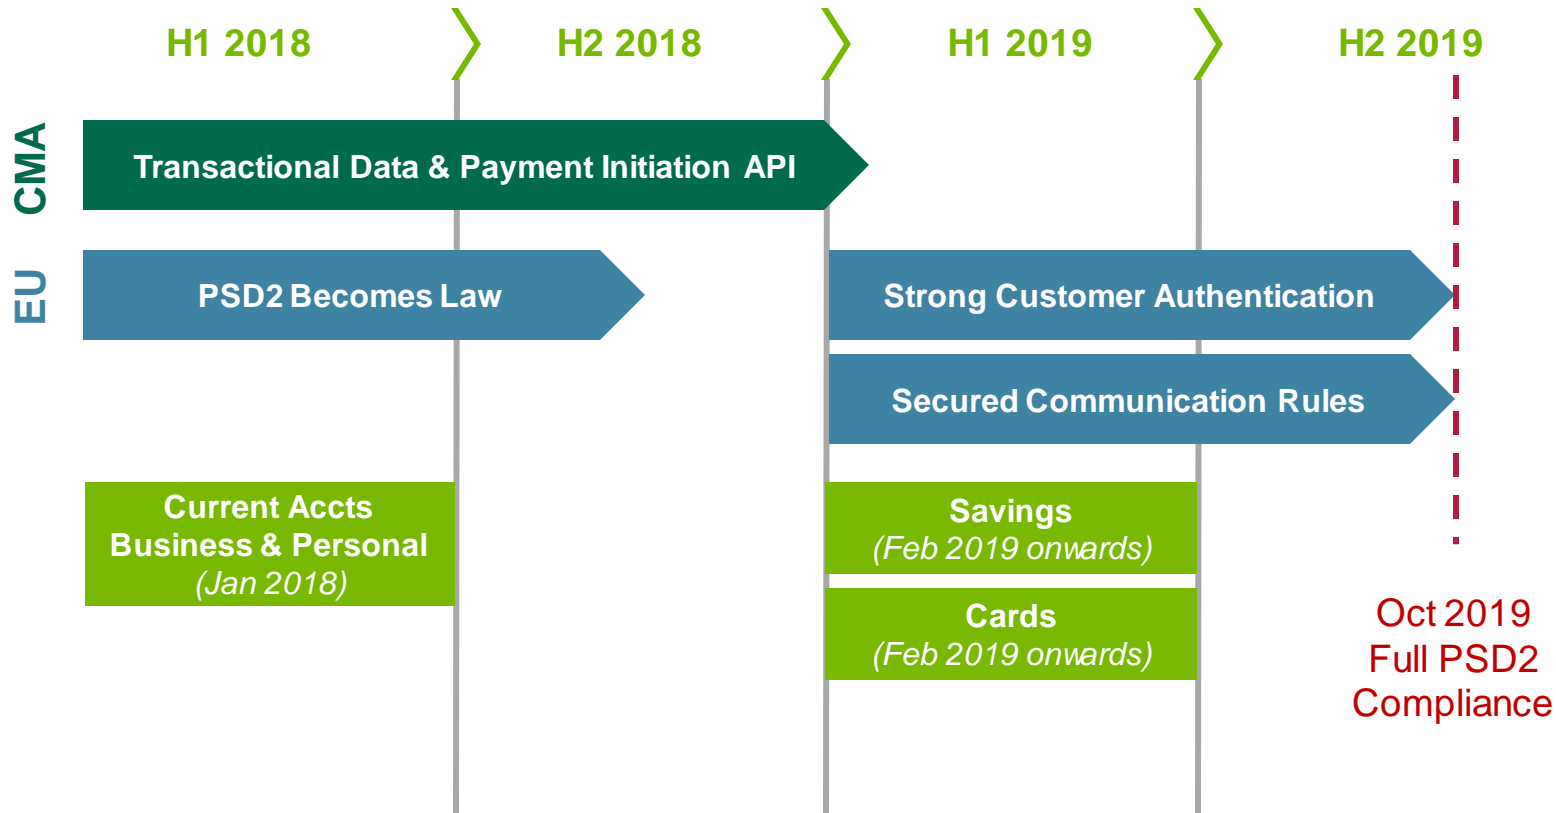 H1 2018
H2 2018
H1 2019
H2 2019
CMA
Transactional Data & Payment Initiation API
EU
PSD2 Becomes Law
Strong Customer Authentication
Secured Communication Rules
Current Accts
Business & Personal
(Jan 2018)
Savings
(Feb 2019 onwards)
Cards
(Feb 2019 onwards)
Oct 2019
Full PSD2
Compliance